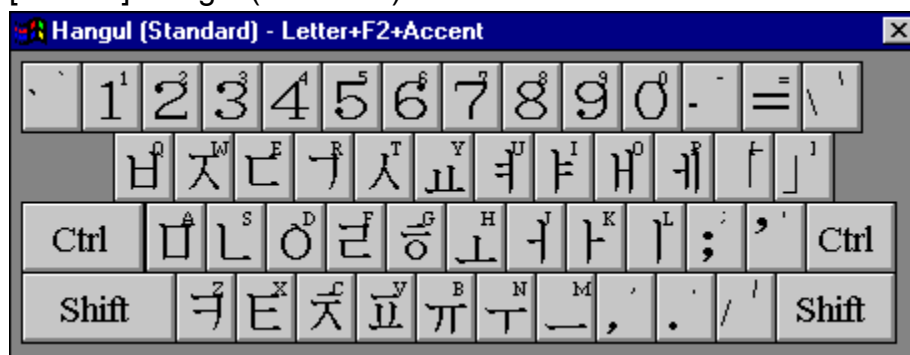 Hangul (Standard) - Letter+F2+Accent
` ` 1 1 2 2 3 3 4 4 5 5 6 6 7 7 8 8 9 9 0 0 - - = = \ \
ㅂ Q ㅈ W ㄷ E ㄱ R ㅅ T ㅛ Y ㅕ U ㅑ I ㅐ O ㅔ P 「 [ 」 ]
Ctrl ㅁ A ㄴ S ㅇ D ㄹ F ㅎ G ㅗ H ㅓ J ㅏ K ㅣ L ; ; ' ' Ctrl
Shift ㅋ Z ㅌ X ㅊ C ㅍ V ㅠ B ㅜ N ㅡ M , , . . / / Shift